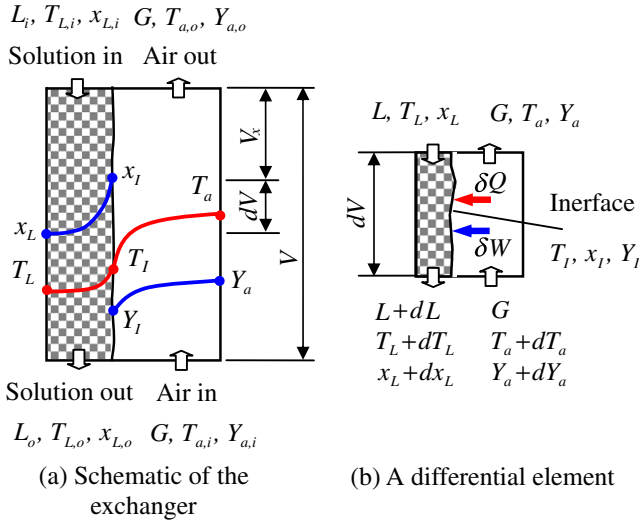 L_i, T_{L,i}, x_{L,i} G, T_{a,o}, Y_{a,o}
Solution in Air out
V_x
x_I
T_a
dV
x_L
T_L
T_I
V
Y_I
Y_a
Solution out Air in
L_o, T_{L,o}, x_{L,o} G, T_{a,i}, Y_{a,i}
(a) Schematic of the
exchanger
L, T_L, x_L G, T_a, Y_a
δQ
Inerface
dV
δW
T_I, x_I, Y_I
L+dL G
T_L+dT_L T_a+dT_a
x_L+dx_L Y_a+dY_a
(b) A differential element